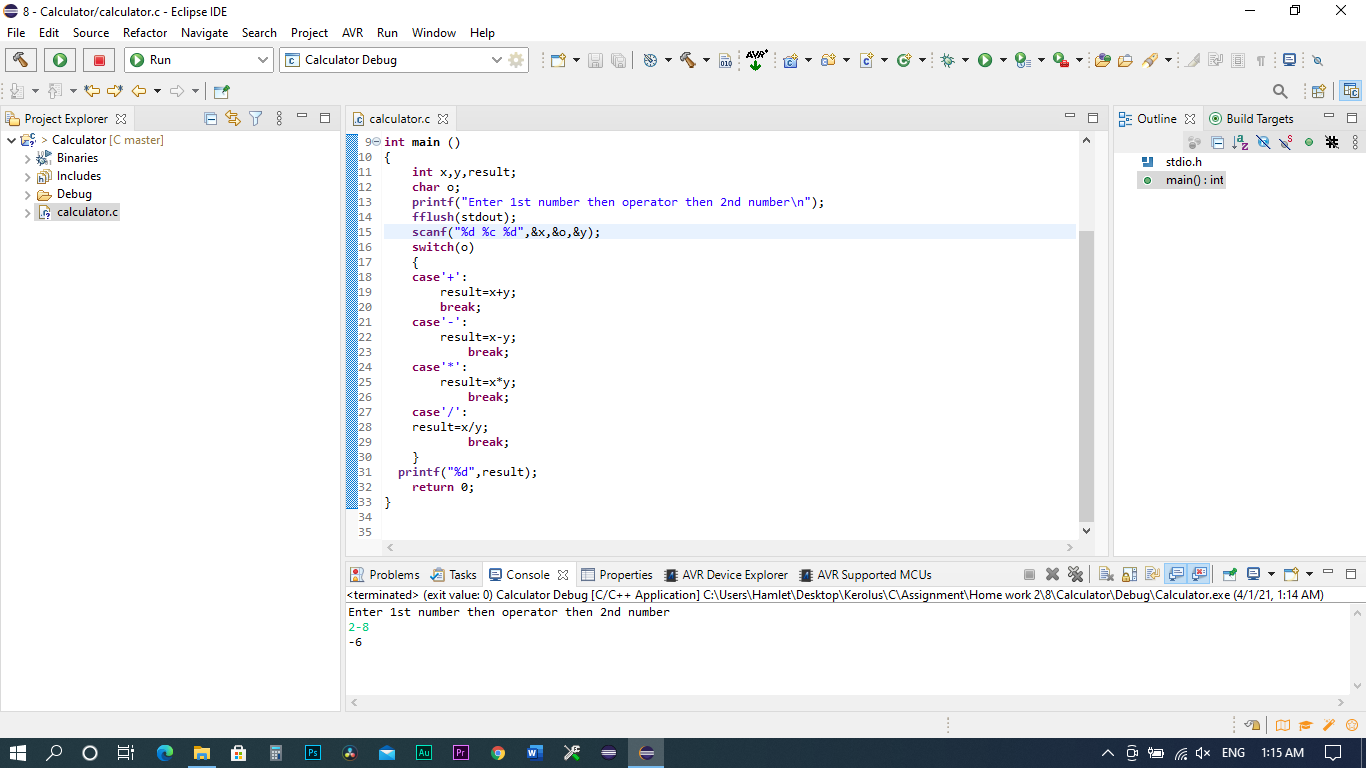 8 - Calculator/calculator.c - Eclipse IDE
File Edit Source Refactor Navigate Search Project AVR Run Window Help
Run
Calculator Debug
010
AVR
Project Explorer
calculator.c
Outline
Build Targets
> Calculator [C master]
Binaries
Includes
Debug
calculator.c
stdio.h
main() : int
9 int main ()
10 {
11 int x,y,result;
12 char o;
13 printf("Enter 1st number then operator then 2nd number\n");
14 fflush(stdout);
15 scanf("%d %c %d",&x,&o,&y);
16 switch(o)
17 {
18 case'+':
19 result=x+y;
20 break;
21 case'-':
22 result=x-y;
23 break;
24 case'*':
25 result=x*y;
26 break;
27 case'/':
28 result=x/y;
29 break;
30 }
31 printf("%d",result);
32 return 0;
33 }
34
35
Problems Tasks Console Properties AVR Device Explorer AVR Supported MCUs
<terminated> (exit value: 0) Calculator Debug [C/C++ Application] C:\Users\Hamlet\Desktop\Kerolus\C\Assignment\Home work 2\8\Calculator\Debug\Calculator.exe (4/1/21, 1:14 AM)
Enter 1st number then operator then 2nd number
2-8
-6
Ps Au Pr W
ENG 1:15 AM